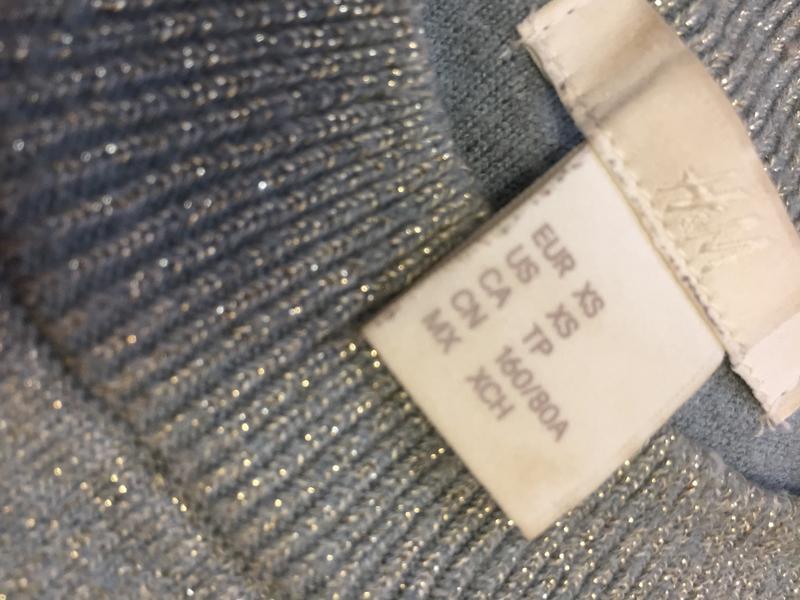 H&M
EUR XS
US XS
CA TP
CN 160/80A
MX XCH